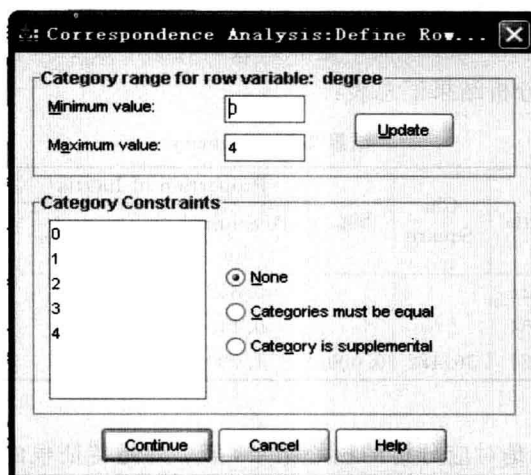 Correspondence Analysis:Define Row...
Category range for row variable: degree
Minimum value:
0
Maximum value:
4
Update
Category Constraints
0
1
2
3
4
None
Categories must be equal
Category is supplemental
Continue
Cancel
Help